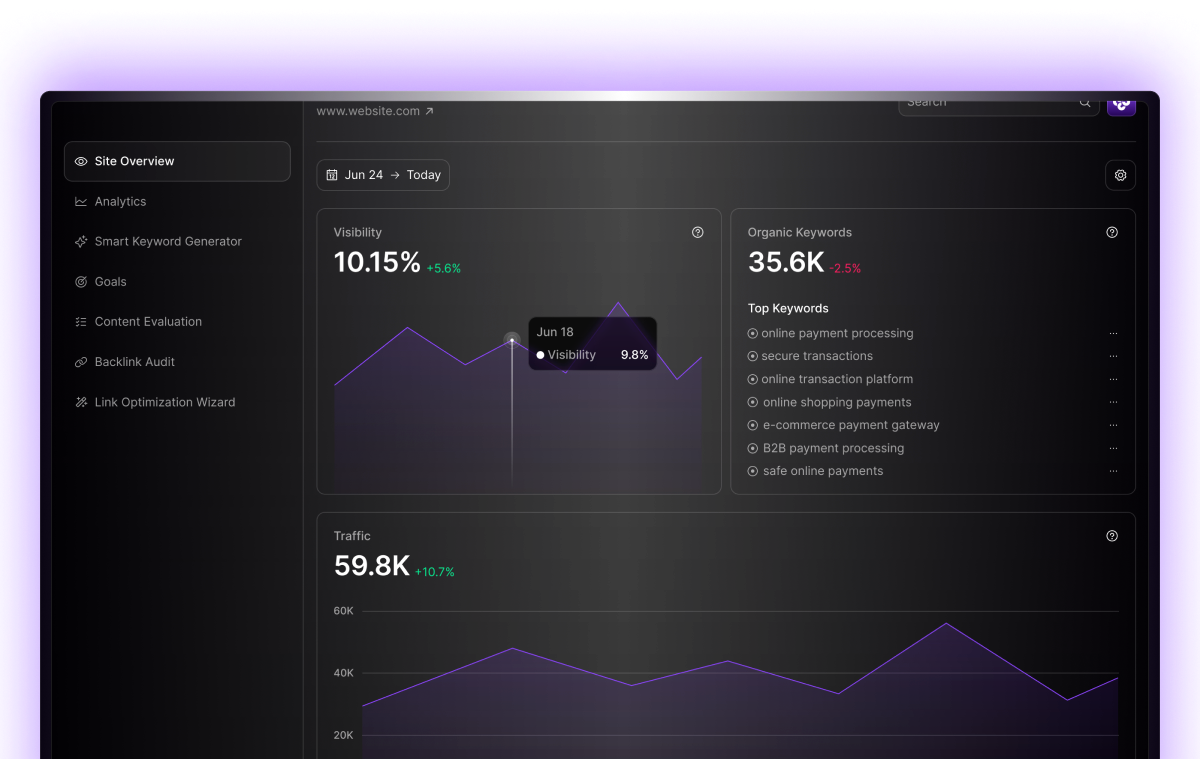 www.website.com
Search
Site Overview
Analytics
Smart Keyword Generator
Goals
Content Evaluation
Backlink Audit
Link Optimization Wizard
Jun 24 → Today
Visibility
10.15% +5.6%
Jun 18
Visibility 9.8%
Organic Keywords
35.6K -2.5%
Top Keywords
online payment processing
secure transactions
online transaction platform
online shopping payments
e-commerce payment gateway
B2B payment processing
safe online payments
Traffic
59.8K +10.7%
60K
40K
20K